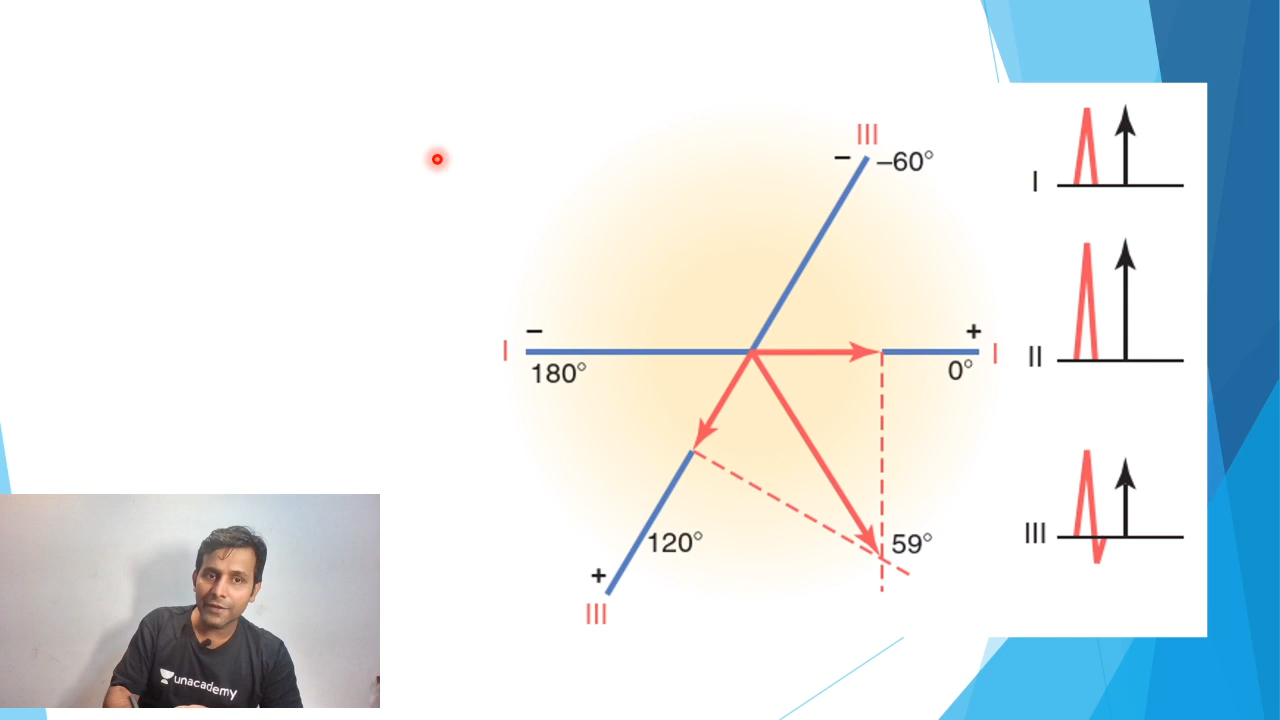 III
− –60°
I
− +
I I
180° 0°
II
III
120° 59°
+
III
unacademy